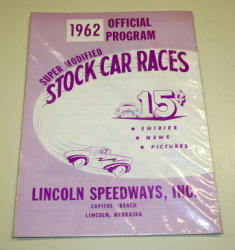 1962 OFFICIAL
PROGRAM
SUPER MODIFIED
STOCK CAR RACES
15¢
• ENTRIES
• NEWS
• PICTURES
LINCOLN SPEEDWAYS, INC.
CAPITOL BEACH
LINCOLN, NEBRASKA